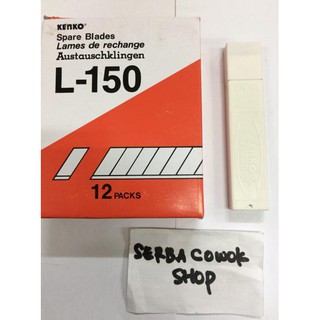 KENKO
Spare Blades
Lames de rechange
Austauschklingen
L-150
12 PACKS
SERBA COWOK
SHOP